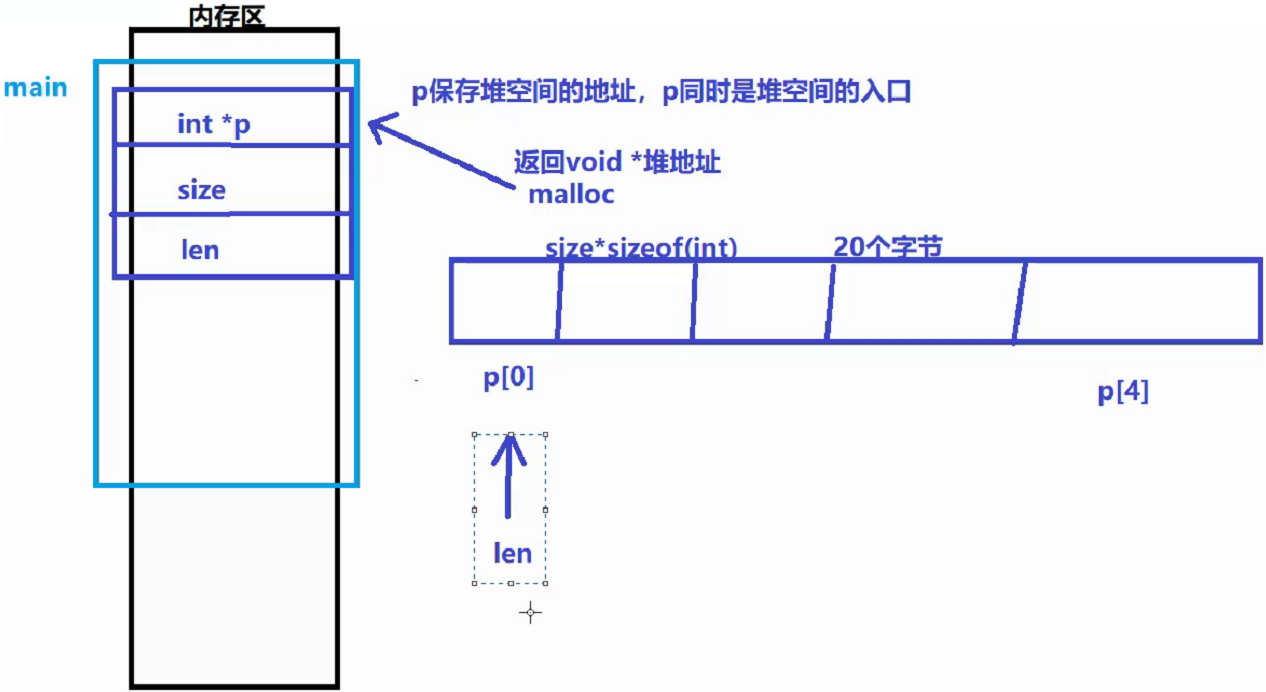 内存区
main
p保存堆空间的地址，p同时是堆空间的入口
int *p
返回void *堆地址
size
malloc
len
size*sizeof(int)
20个字节
p[0]
p[4]
len